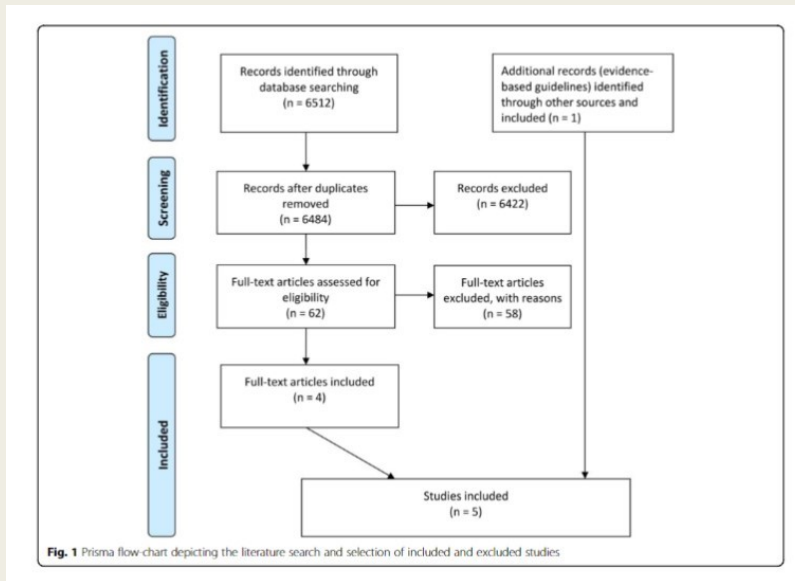 Identification
Records identified through
database searching
(n = 6512)
Additional records (evidence-
based guidelines) identified
through other sources and
included (n = 1)
Screening
Records after duplicates
removed
(n = 6484)
Records excluded
(n = 6422)
Eligibility
Full-text articles assessed for
eligibility
(n = 62)
Full-text articles
excluded, with reasons
(n = 58)
Included
Full-text articles included
(n = 4)
Studies included
(n = 5)
Fig. 1 Prisma flow-chart depicting the literature search and selection of included and excluded studies